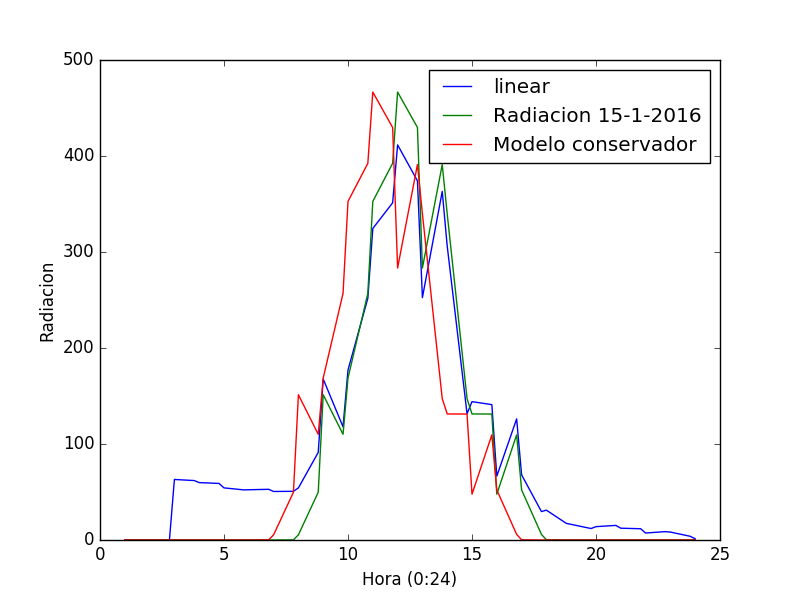 500
400
300
200
100
0
Radiacion
linear
Radiacion 15-1-2016
Modelo conservador
0 5 10 15 20 25
Hora (0:24)